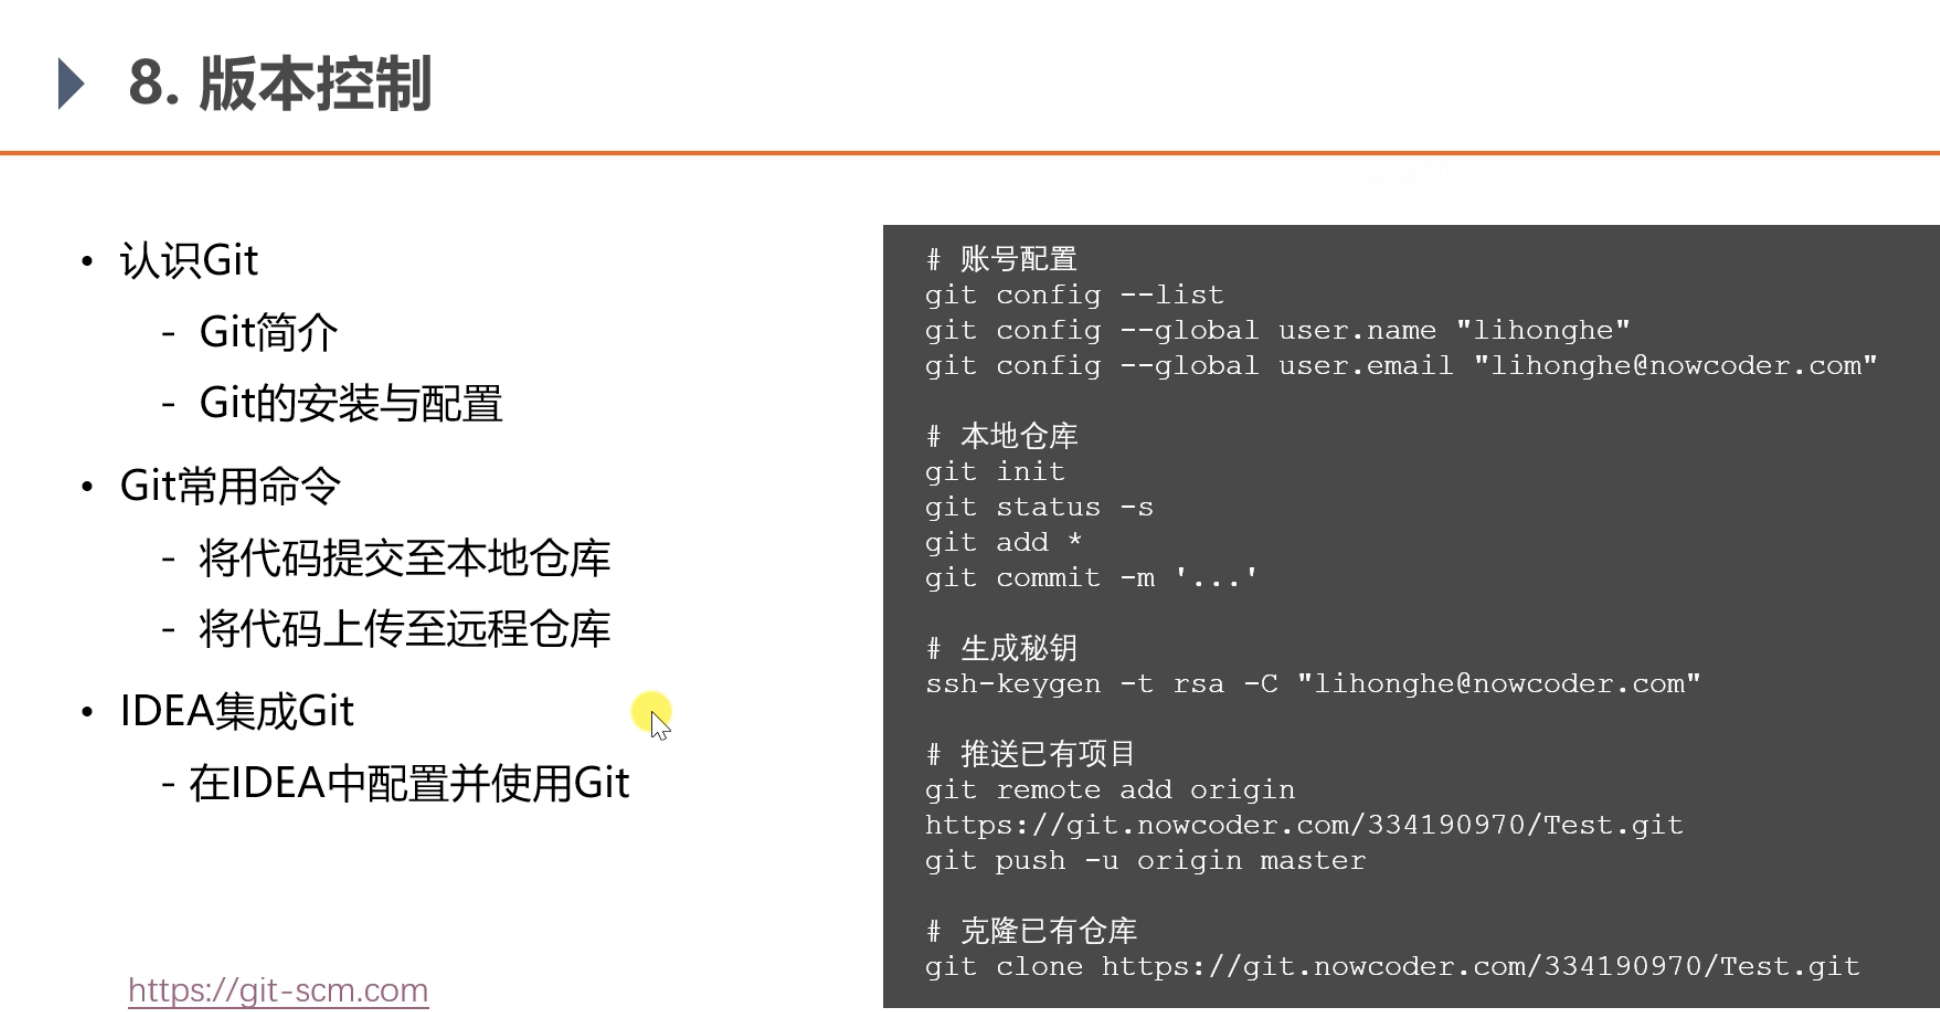 8. 版本控制
• 认识Git
- Git简介
- Git的安装与配置
• Git常用命令
- 将代码提交至本地仓库
- 将代码上传至远程仓库
• IDEA集成Git
- 在IDEA中配置并使用Git
https://git-scm.com
# 账号配置
git config --list
git config --global user.name "lihonghe"
git config --global user.email "lihonghe@nowcoder.com"
# 本地仓库
git init
git status -s
git add *
git commit -m '...'
# 生成秘钥
ssh-keygen -t rsa -C "lihonghe@nowcoder.com"
# 推送已有项目
git remote add origin
https://git.nowcoder.com/334190970/Test.git
git push -u origin master
# 克隆已有仓库
git clone https://git.nowcoder.com/334190970/Test.git